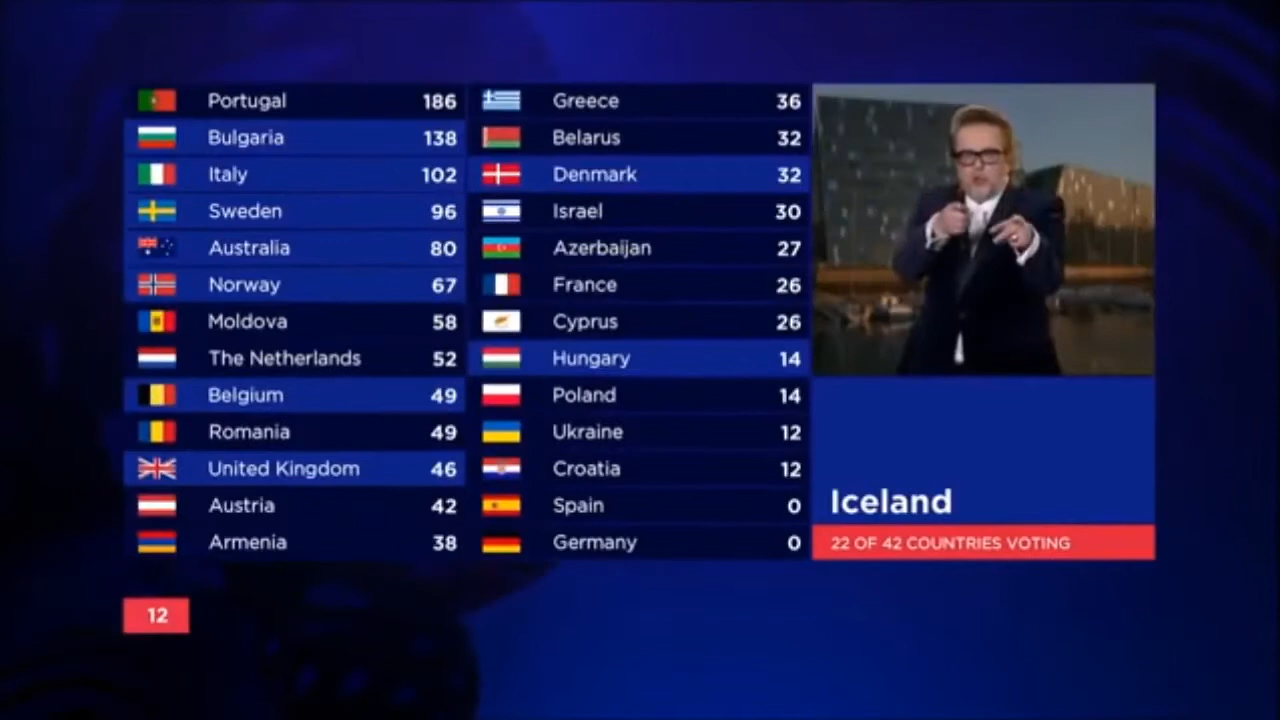 Portugal 186
Bulgaria 138
Italy 102
Sweden 96
Australia 80
Norway 67
Moldova 58
The Netherlands 52
Belgium 49
Romania 49
United Kingdom 46
Austria 42
Armenia 38
Greece 36
Belarus 32
Denmark 32
Israel 30
Azerbaijan 27
France 26
Cyprus 26
Hungary 14
Poland 14
Ukraine 12
Croatia 12
Spain 0
Germany 0
Iceland
22 OF 42 COUNTRIES VOTING
12